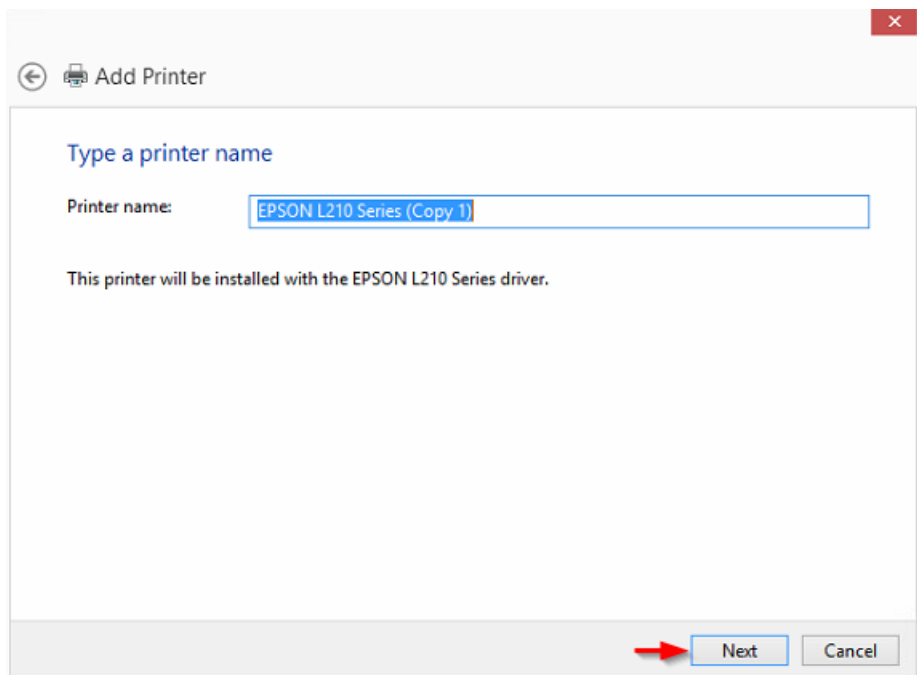 Add Printer
Type a printer name
Printer name: EPSON L210 Series (Copy 1)
This printer will be installed with the EPSON L210 Series driver.
Next Cancel